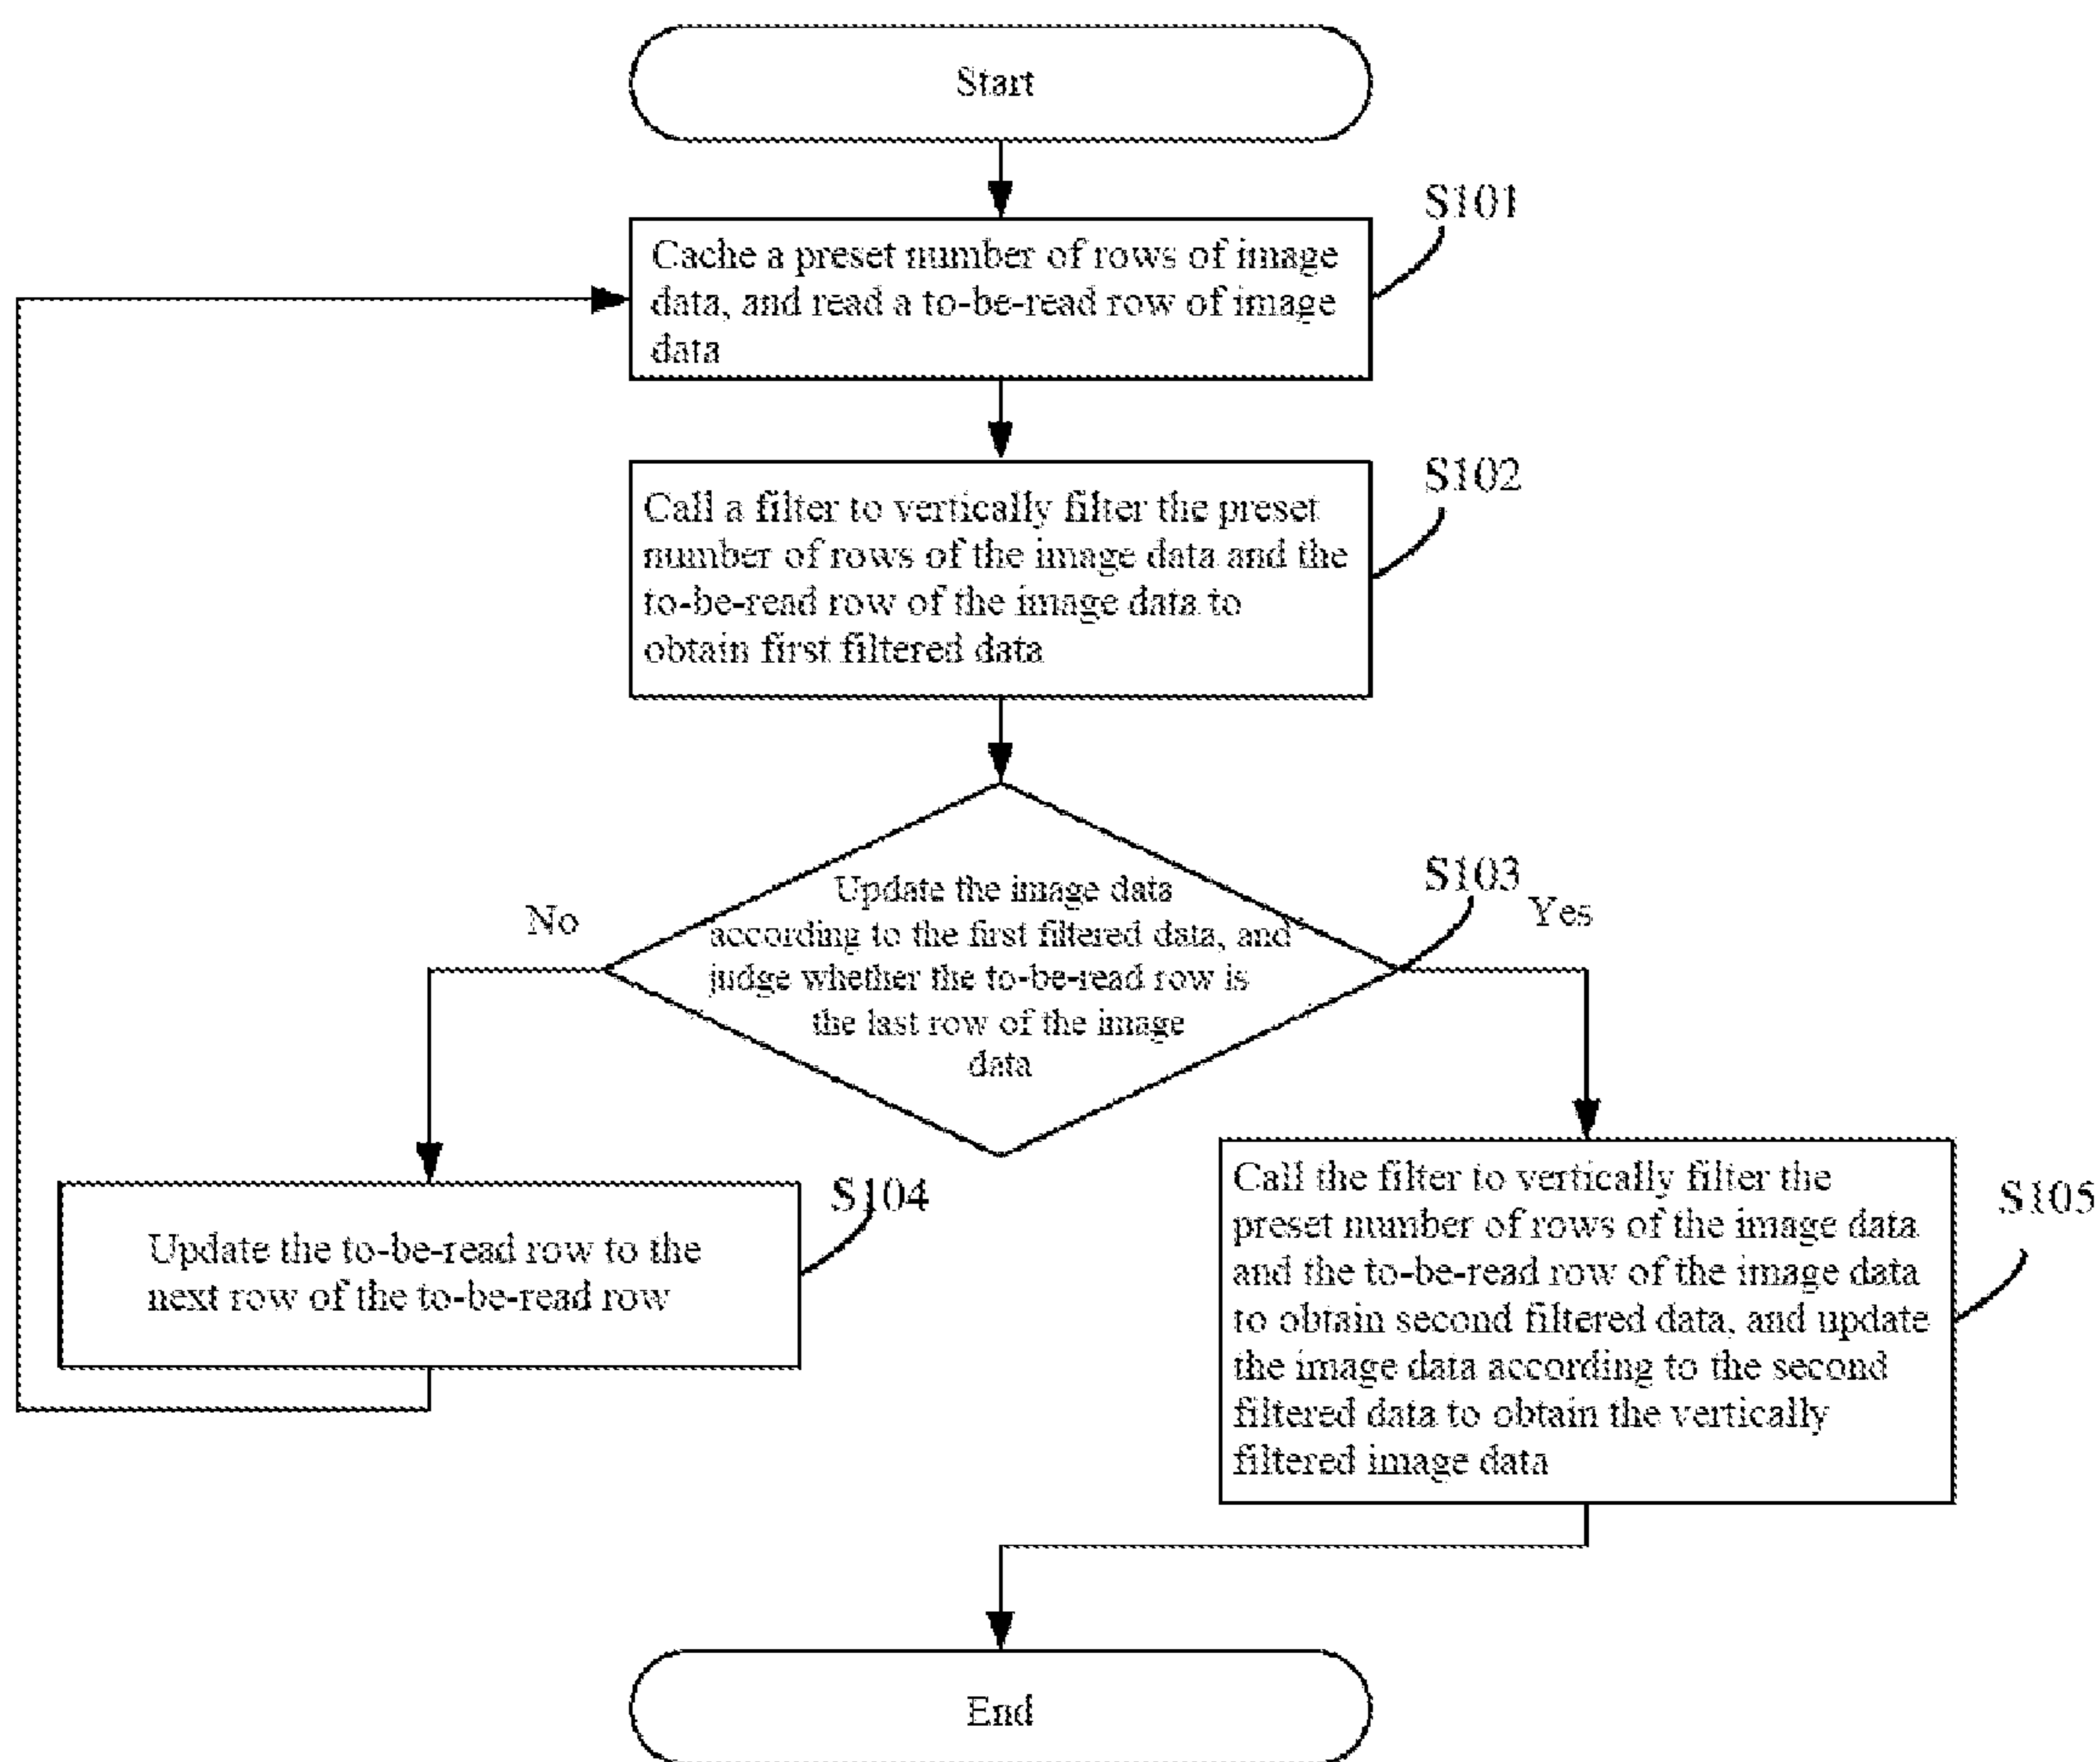 Start
S101
Cache a preset number of rows of image
data, and read a to-be-read row of image
data
S102
Call a filter to vertically filter the preset
number of rows of the image data and the
to-be-read row of the image data to
obtain first filtered data
S103
No
Yes
Update the image data
according to the first filtered data, and
judge whether the to-be-read row is
the last row of the image
data
S104
Update the to-be-read row to the
next row of the to-be-read row
S105
Call the filter to vertically filter the
preset number of rows of the image data
and the to-be-read row of the image data
to obtain second filtered data, and update
the image data according to the second
filtered data to obtain the vertically
filtered image data
End